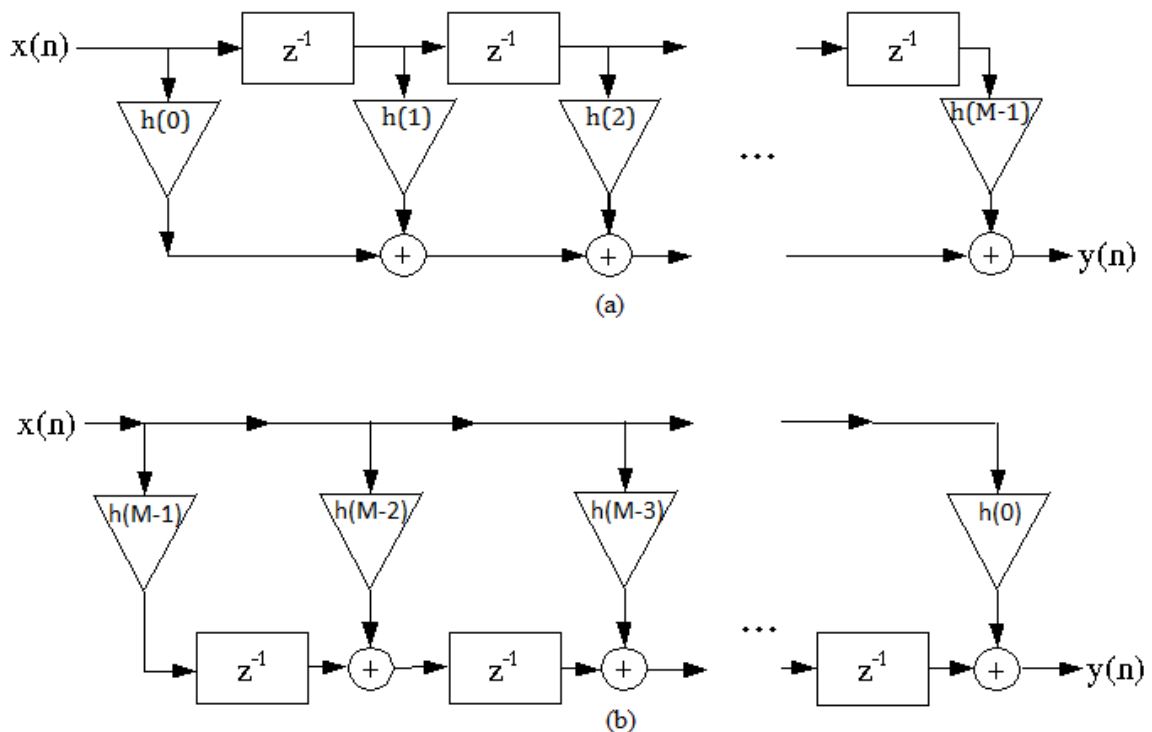 x(n) z⁻¹ z⁻¹ z⁻¹
h(0) h(1) h(2) h(M-1)
...
+ + + y(n)
(a)
x(n)
h(M-1) h(M-2) h(M-3) h(0)
...
z⁻¹ + z⁻¹ + z⁻¹ + y(n)
(b)